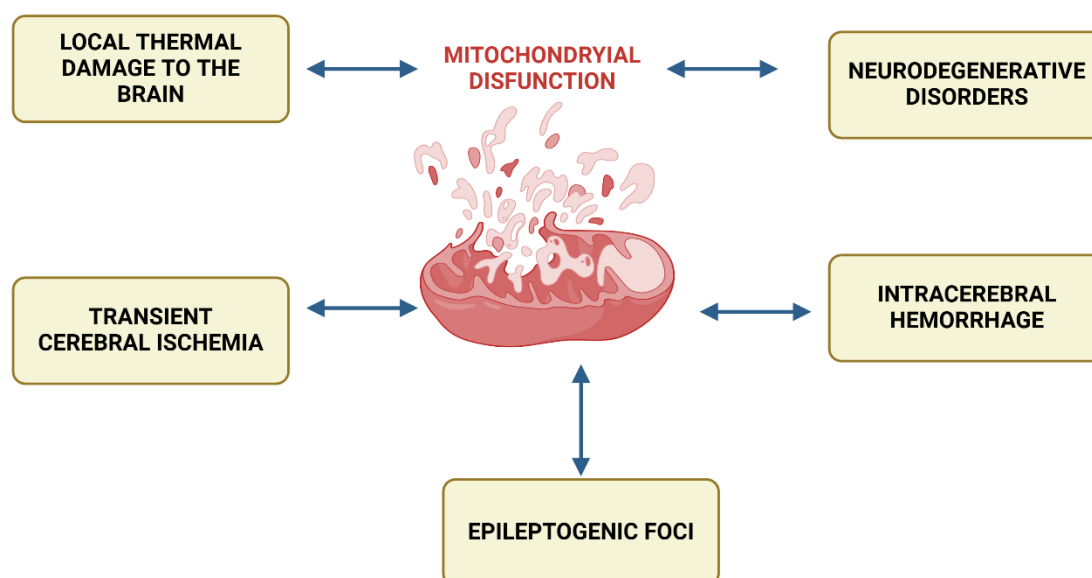 LOCAL THERMAL
DAMAGE TO THE
BRAIN
MITOCHONDRYIAL
DISFUNCTION
NEURODEGENERATIVE
DISORDERS
TRANSIENT
CEREBRAL ISCHEMIA
INTRACEREBRAL
HEMORRHAGE
EPILEPTOGENIC FOCI